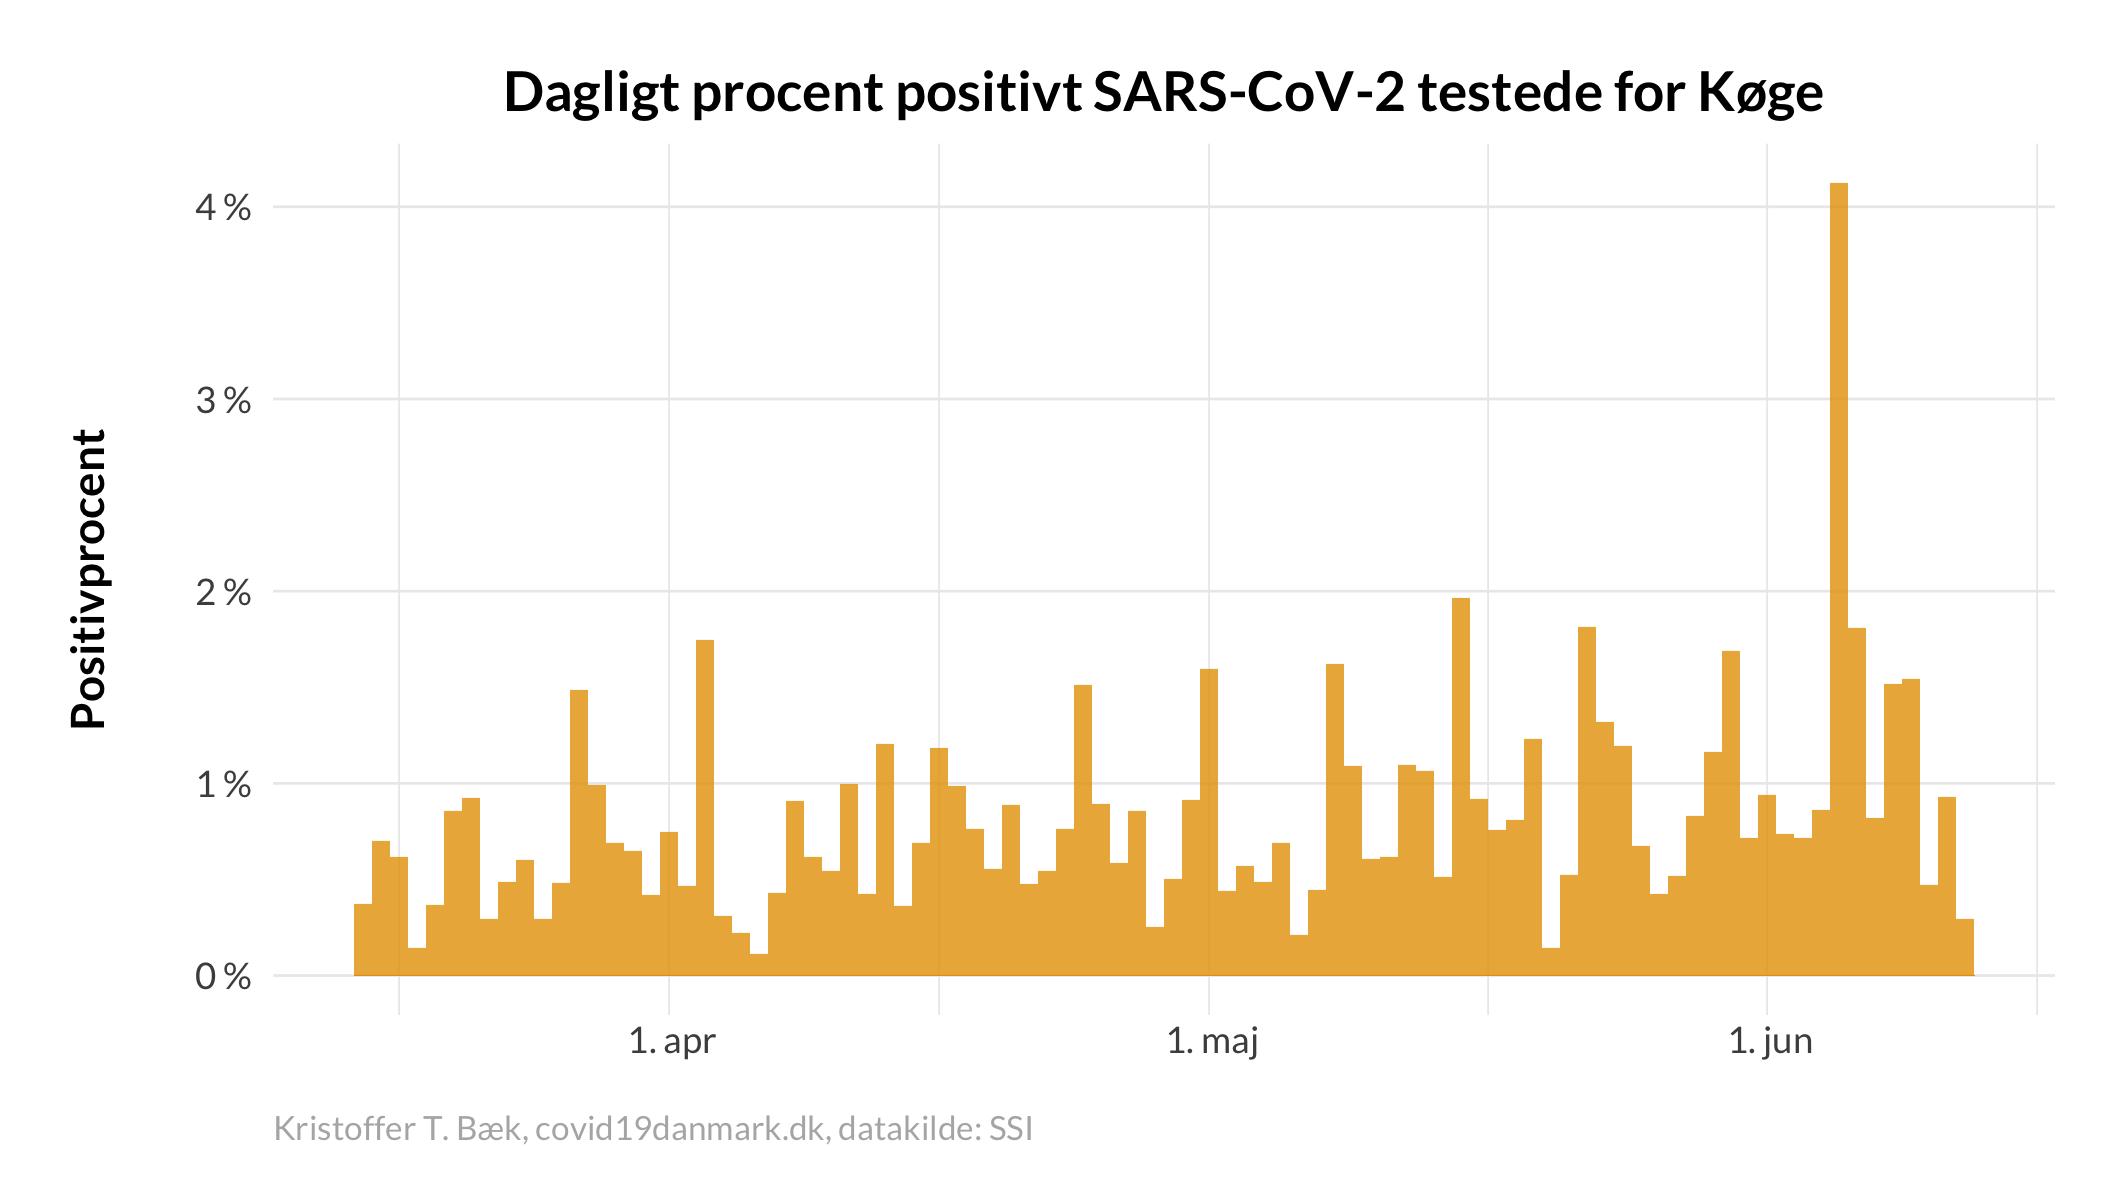 Dagligt procent positivt SARS-CoV-2 testede for Køge
Positivprocent
4 %
3 %
2 %
1 %
0 %
1. apr
1. maj
1. jun
Kristoffer T. Bæk, covid19danmark.dk, datakilde: SSI